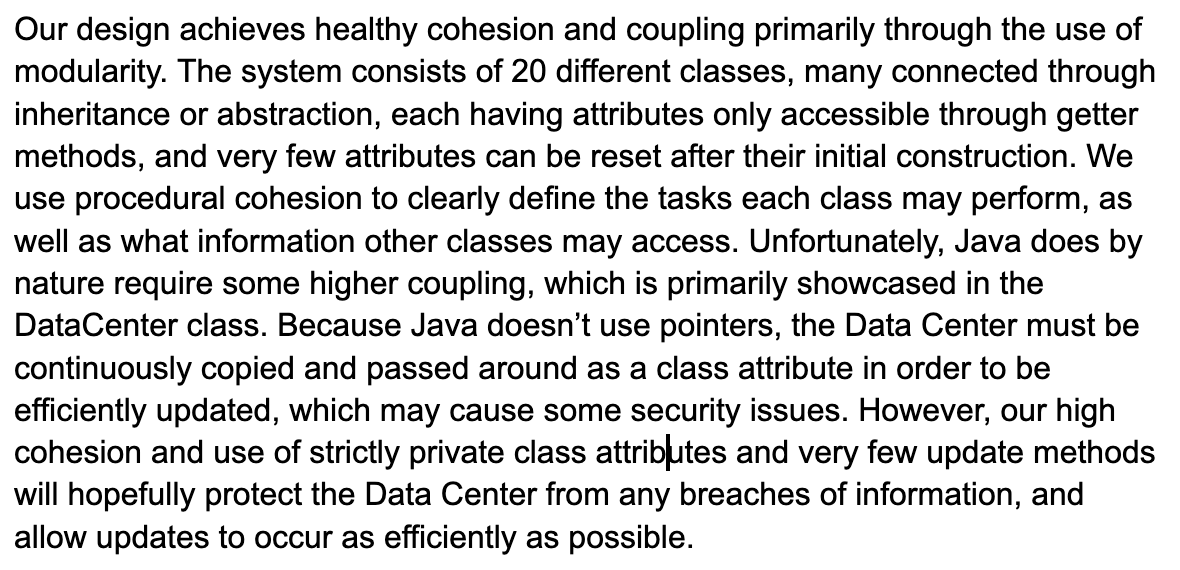 Our design achieves healthy cohesion and coupling primarily through the use of
modularity. The system consists of 20 different classes, many connected through
inheritance or abstraction, each having attributes only accessible through getter
methods, and very few attributes can be reset after their initial construction. We
use procedural cohesion to clearly define the tasks each class may perform, as
well as what information other classes may access. Unfortunately, Java does by
nature require some higher coupling, which is primarily showcased in the
DataCenter class. Because Java doesn’t use pointers, the Data Center must be
continuously copied and passed around as a class attribute in order to be
efficiently updated, which may cause some security issues. However, our high
cohesion and use of strictly private class attributes and very few update methods
will hopefully protect the Data Center from any breaches of information, and
allow updates to occur as efficiently as possible.